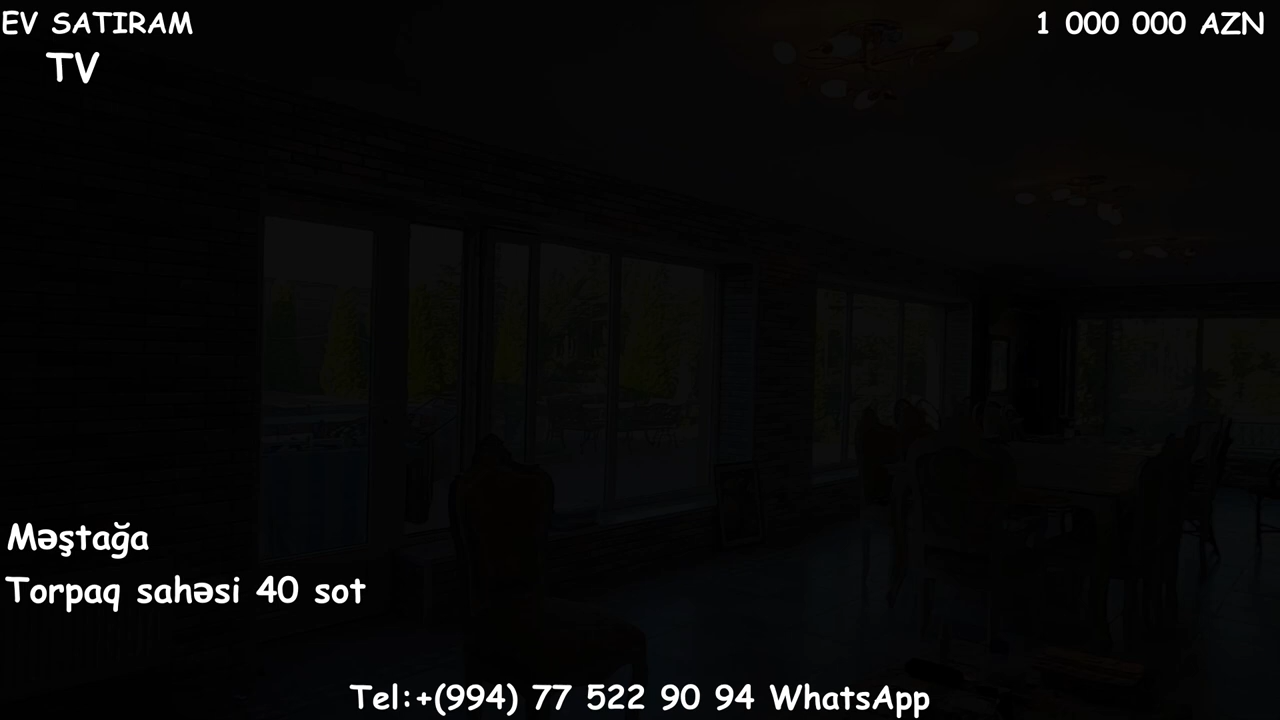 EV SATIRAM
TV
1 000 000 AZN
Məştağa
Torpaq sahəsi 40 sot
Tel:+(994) 77 522 90 94 WhatsApp